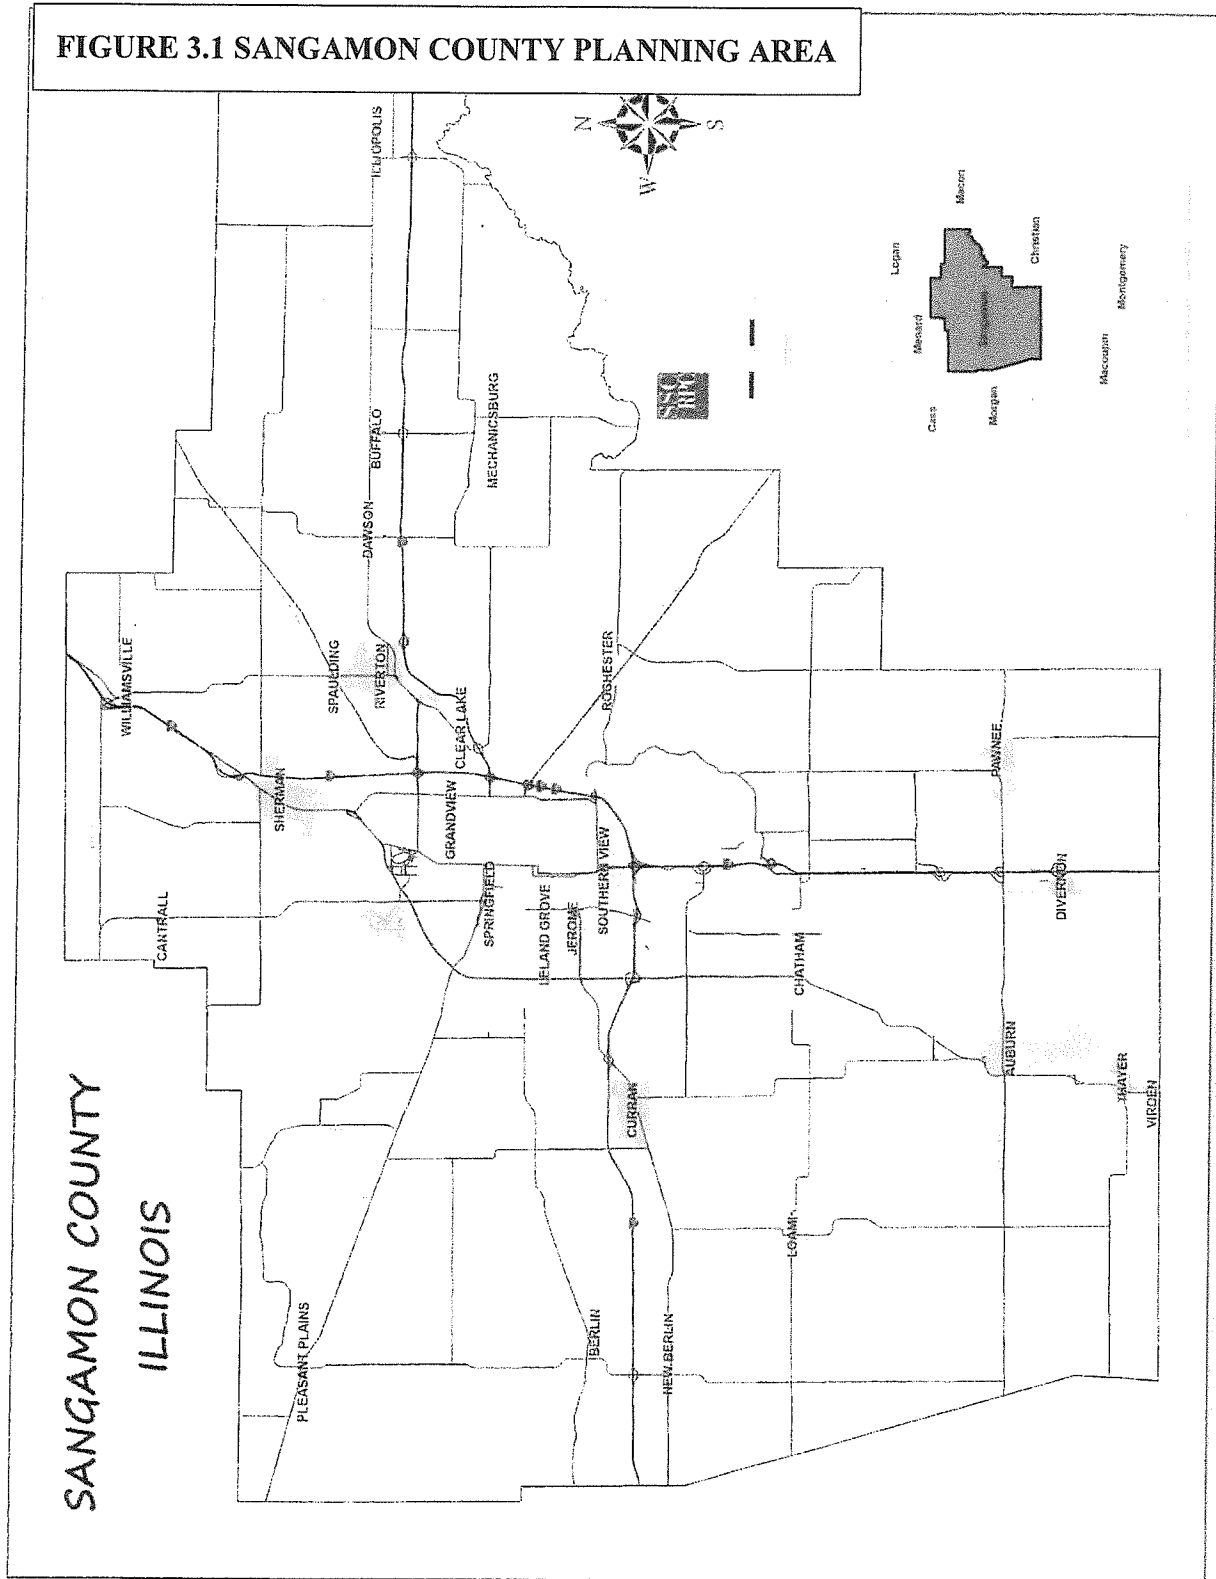 FIGURE 3.1 SANGAMON COUNTY PLANNING AREA
SANGAMON COUNTY
ILLINOIS
WILLIAMSVILLE
CANTRALL
SHERMAN
SPAULDING
RIVERTON
DAWSON
BUFFALO
ILLIOPOLIS
MECHANICSBURG
CLEAR LAKE
GRANDVIEW
SPRINGFIELD
LELAND GROVE
JEROME
SOUTHERN VIEW
ROCHESTER
PLEASANT PLAINS
BERLIN
NEW BERLIN
CURRAN
LOAMI
CHATHAM
PAWNEE
DIVERNON
AUBURN
THAYER
VIRDEN
N
W
S
SSC
RPC
Logan
Menard
Cass
Macon
Morgan
Christian
Macoupin
Montgomery